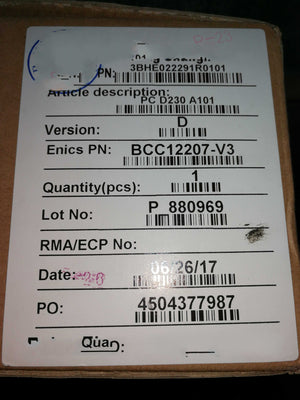 PN: 3BHE022291R0101
Article description:
PC D230 A101
Version: D
Enics PN: BCC12207-V3
Quantity(pcs): 1
Lot No: P 880969
RMA/ECP No:
Date: 06/26/17
PO: 4504377987